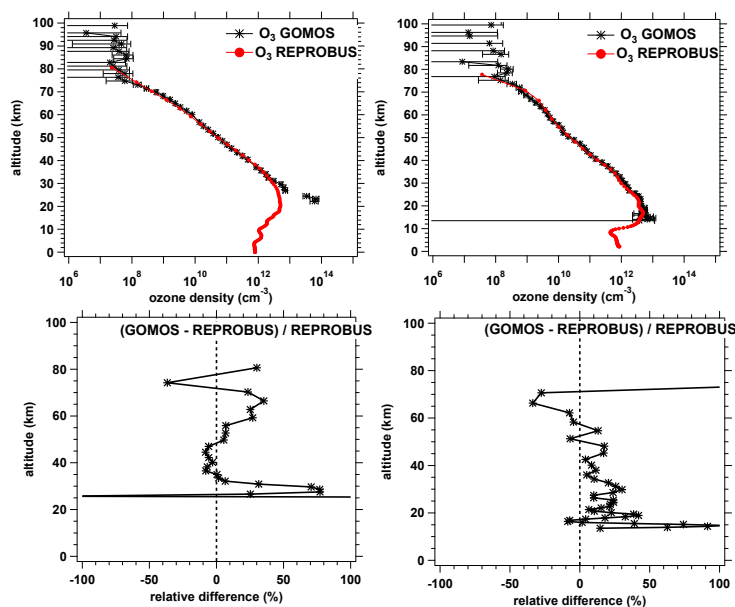 100
90
80
70
60
50
40
30
20
10
0
altitude (km)
O3 GOMOS
O3 REPROBUS
10^6 10^8 10^10 10^12 10^14
ozone density (cm^-3)
100
90
80
70
60
50
40
30
20
10
0
altitude (km)
O3 GOMOS
O3 REPROBUS
10^6 10^8 10^10 10^12 10^14
ozone density (cm^-3)
(GOMOS - REPROBUS) / REPROBUS
80
60
40
20
0
altitude (km)
-100 -50 0 50 100
relative difference (%)
(GOMOS - REPROBUS) / REPROBUS
80
60
40
20
0
altitude (km)
-100 -50 0 50 100
relative difference (%)